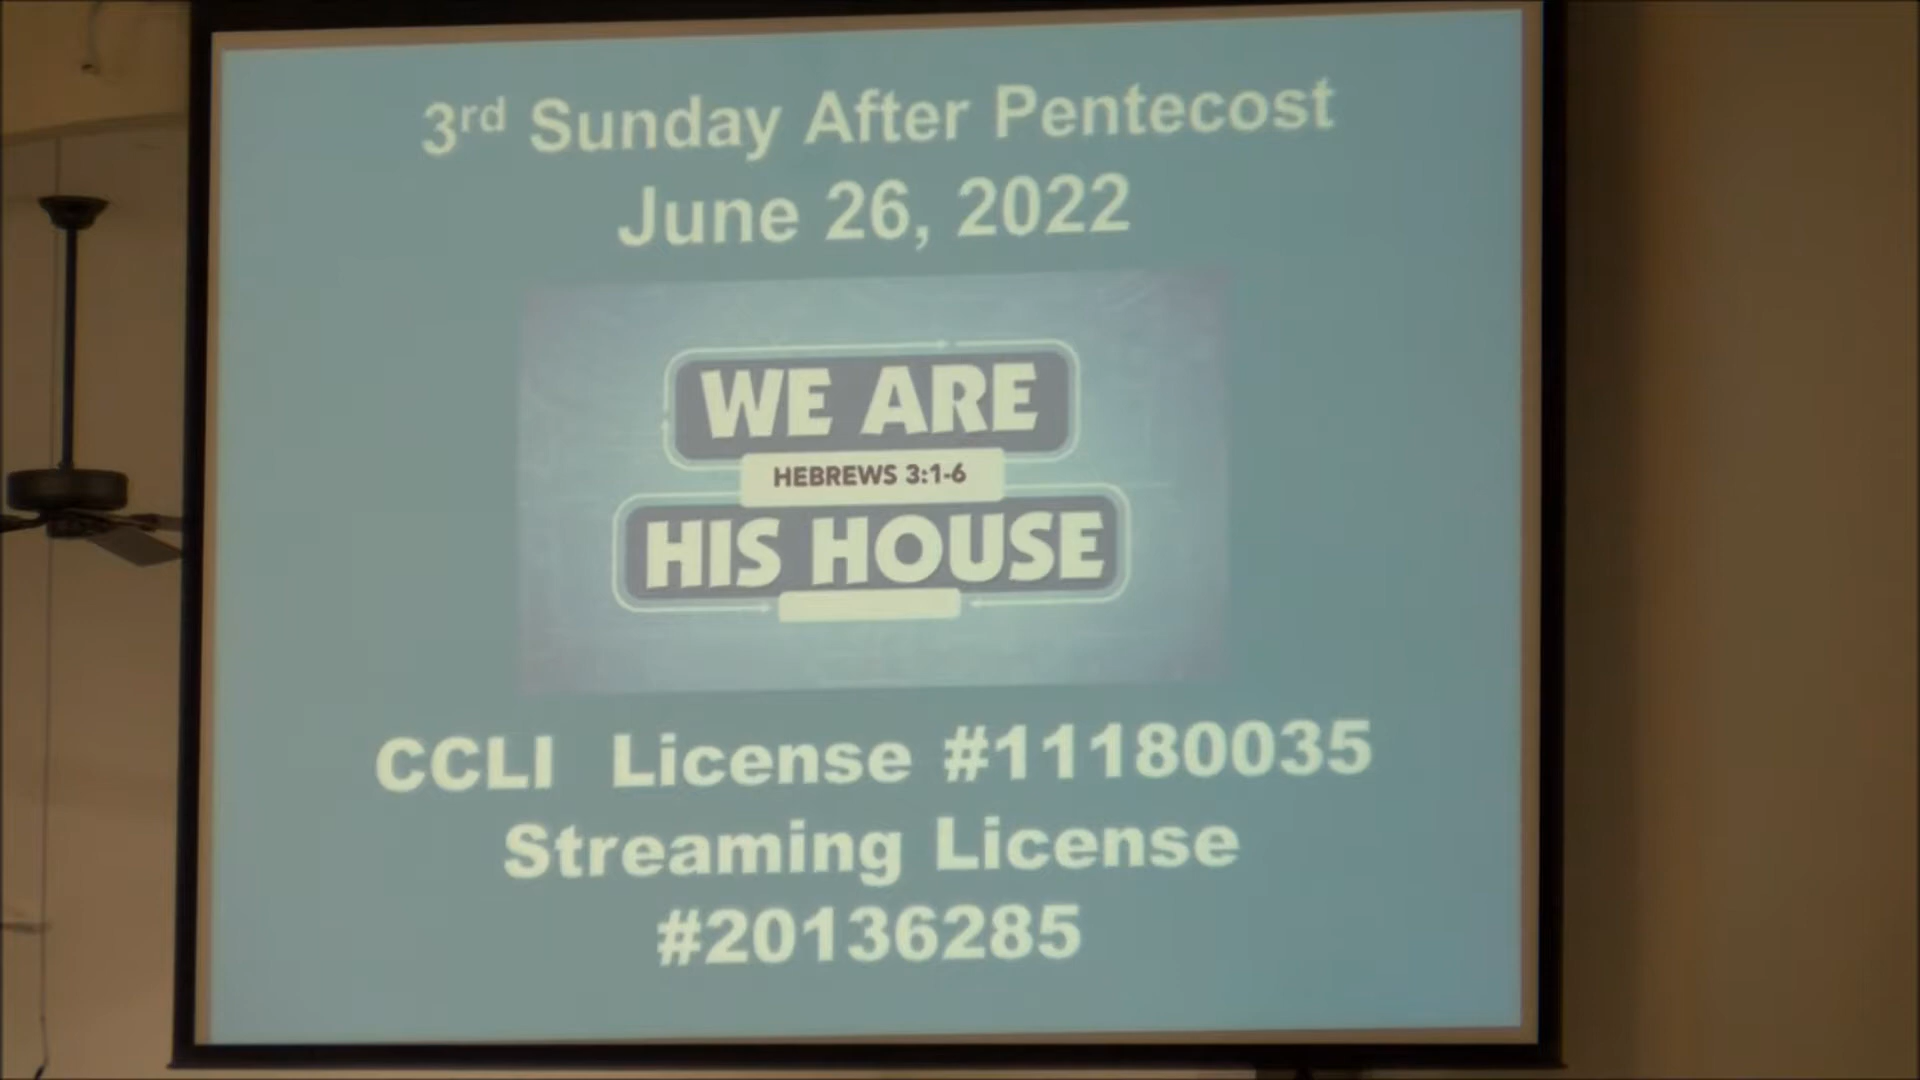 3rd Sunday After Pentecost
June 26, 2022
WE ARE
HEBREWS 3:1-6
HIS HOUSE
CCLI License #11180035
Streaming License
#20136285